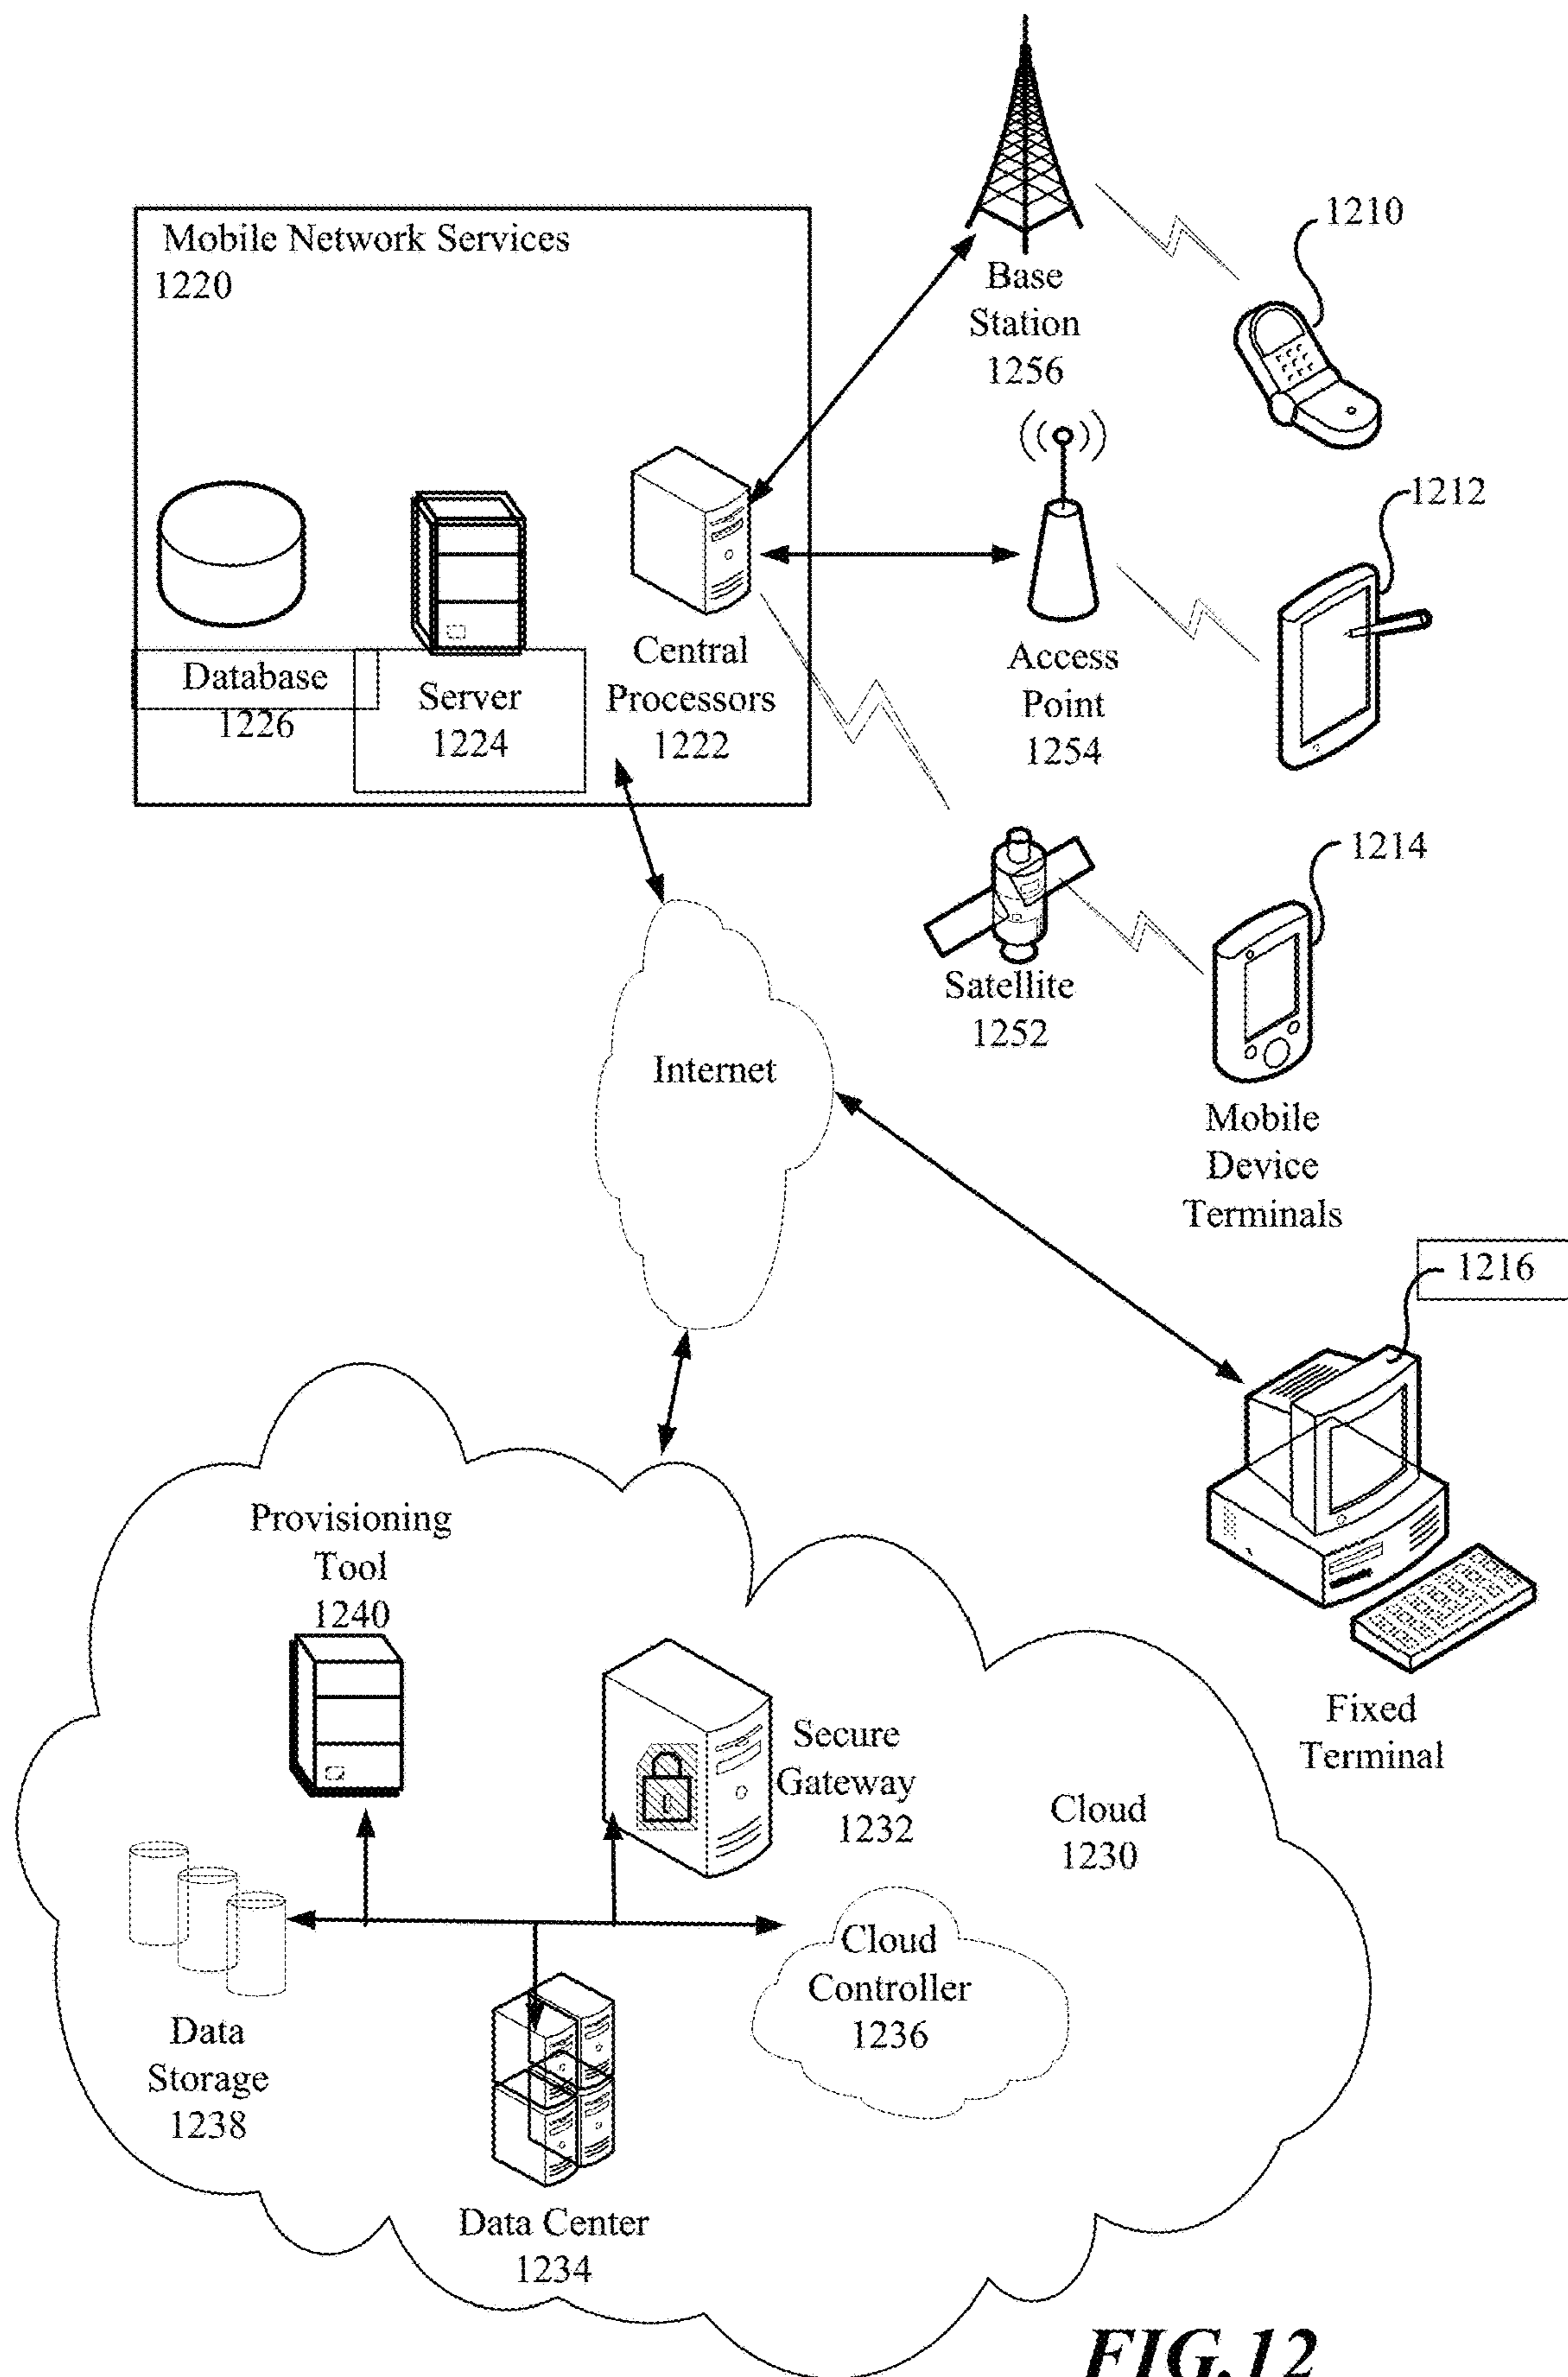 Mobile Network Services
1220
Base
Station
1256
1210
1212
Database
1226
Server
1224
Central
Processors
1222
Access
Point
1254
1214
Satellite
1252
Internet
Mobile
Device
Terminals
1216
Provisioning
Tool
1240
Secure
Gateway
1232
Fixed
Terminal
Cloud
1230
Cloud
Controller
1236
Data
Storage
1238
Data Center
1234
FIG.12